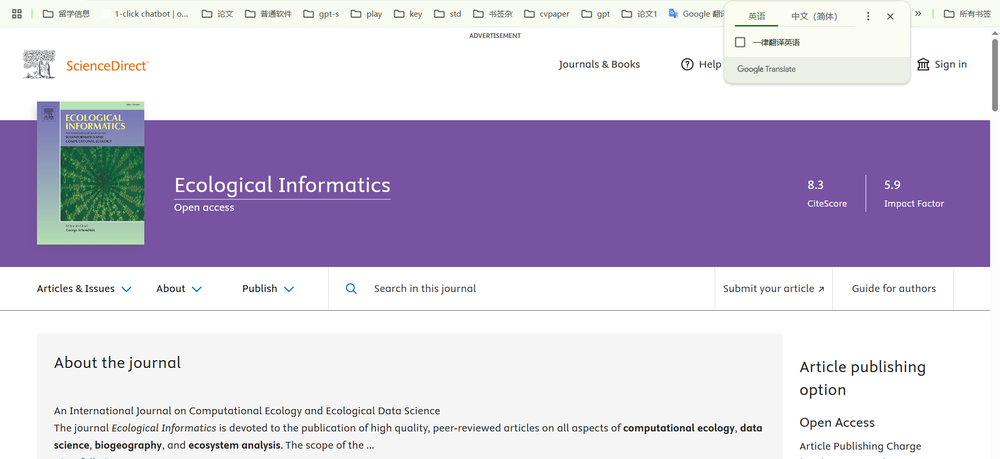 留学信息
1-click chatbot | o...
论文
普通软件
gpt-s
play
key
std
书签杂
cvpaper
gpt
论文1
Google 翻译
英语
中文（简体）
一律翻译英语
Google Translate
所有书签
ADVERTISEMENT
ScienceDirect
Journals & Books
Help
Sign in
ECOLOGICAL
INFORMATICS
An International Journal on
ECOINFORMATICS AND
COMPUTATIONAL ECOLOGY
Editor-in-Chief:
George Arhonditsis
Ecological Informatics
Open access
8.3
CiteScore
5.9
Impact Factor
Articles & Issues
About
Publish
Search in this journal
Submit your article
Guide for authors
About the journal
An International Journal on Computational Ecology and Ecological Data Science
The journal Ecological Informatics is devoted to the publication of high quality, peer-reviewed articles on all aspects of computational ecology, data
science, biogeography, and ecosystem analysis. The scope of the ...
Article publishing
option
Open Access
Article Publishing Charge